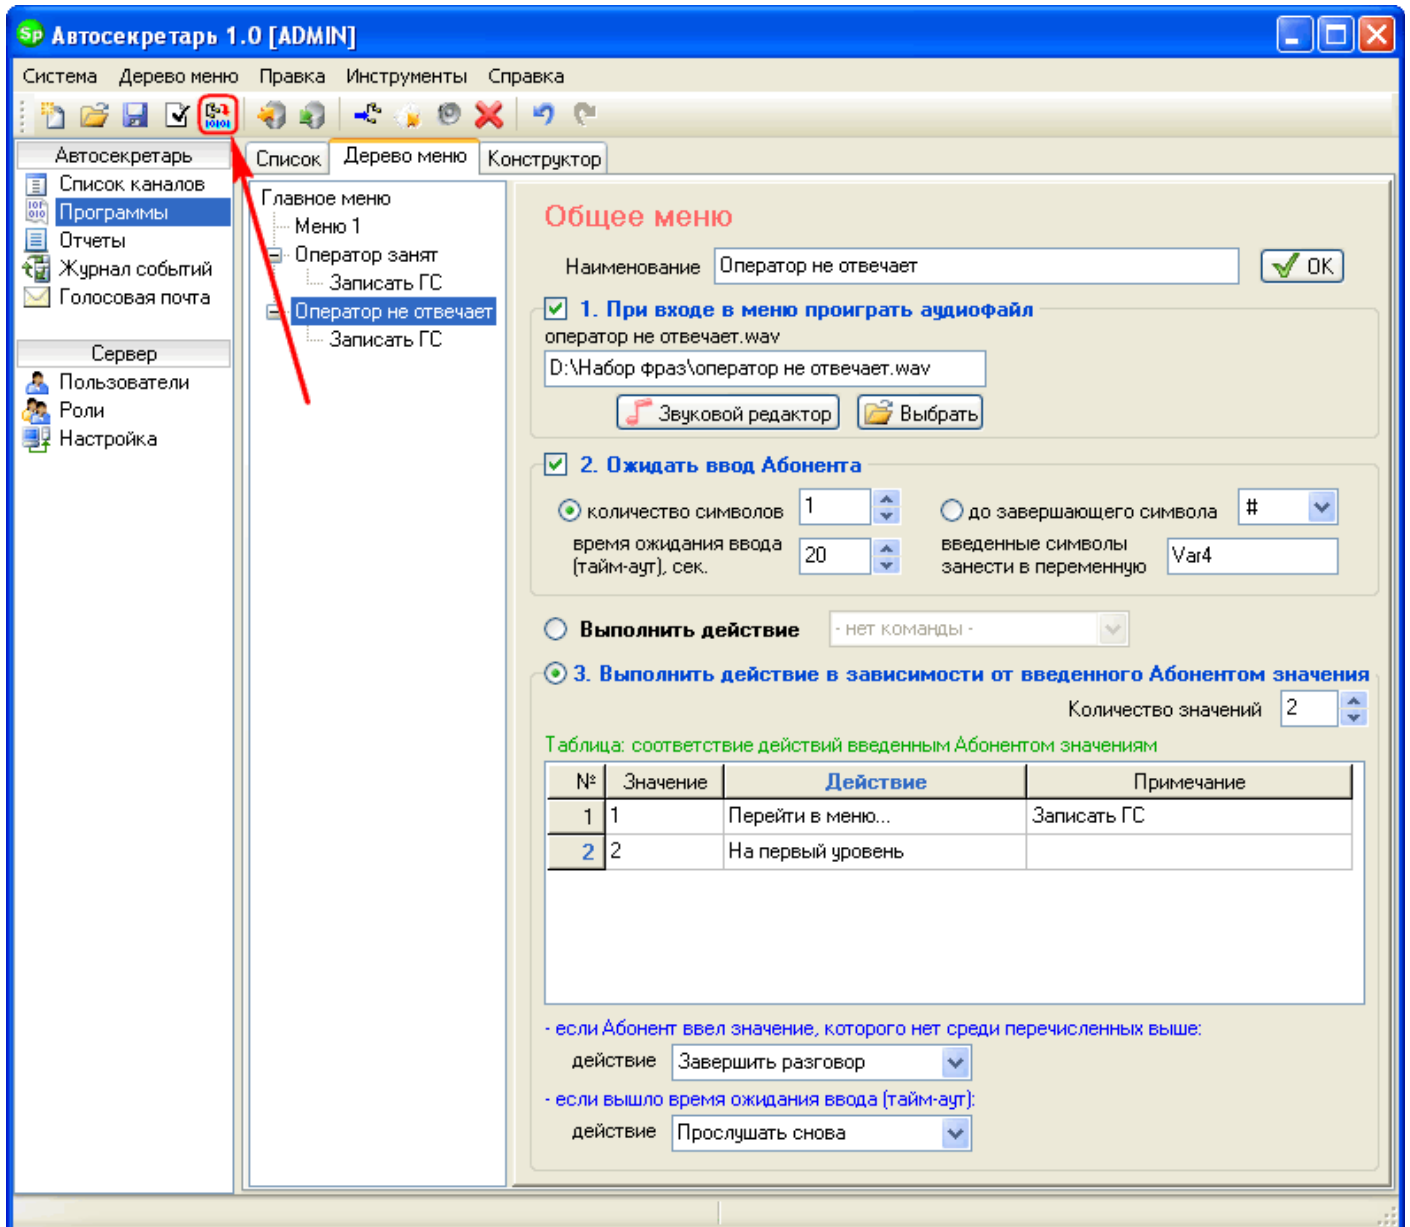 Sp Автосекретарь 1.0 [ADMIN]
Система Дерево меню Правка Инструменты Справка
Автосекретарь
Список каналов
Программы
Отчеты
Журнал событий
Голосовая почта
Сервер
Пользователи
Роли
Настройка
Список Дерево меню Конструктор
Главное меню
Меню 1
Оператор занят
Записать ГС
Оператор не отвечает
Записать ГС
Общее меню
Наименование Оператор не отвечает OK
1. При входе в меню проиграть аудиофайл
оператор не отвечает.wav
D:\Набор фраз\оператор не отвечает.wav
Звуковой редактор Выбрать
2. Ожидать ввод Абонента
количество символов 1 до завершающего символа #
время ожидания ввода
(тайм-аут), сек. 20
введенные символы
занести в переменную Var4
Выполнить действие - нет команды -
3. Выполнить действие в зависимости от введенного Абонентом значения
Количество значений 2
Таблица: соответствие действий введенным Абонентом значениям
№ Значение Действие Примечание
1 1 Перейти в меню... Записать ГС
2 2 На первый уровень
- если Абонент ввел значение, которого нет среди перечисленных выше:
действие Завершить разговор
- если вышло время ожидания ввода (тайм-аут):
действие Прослушать снова